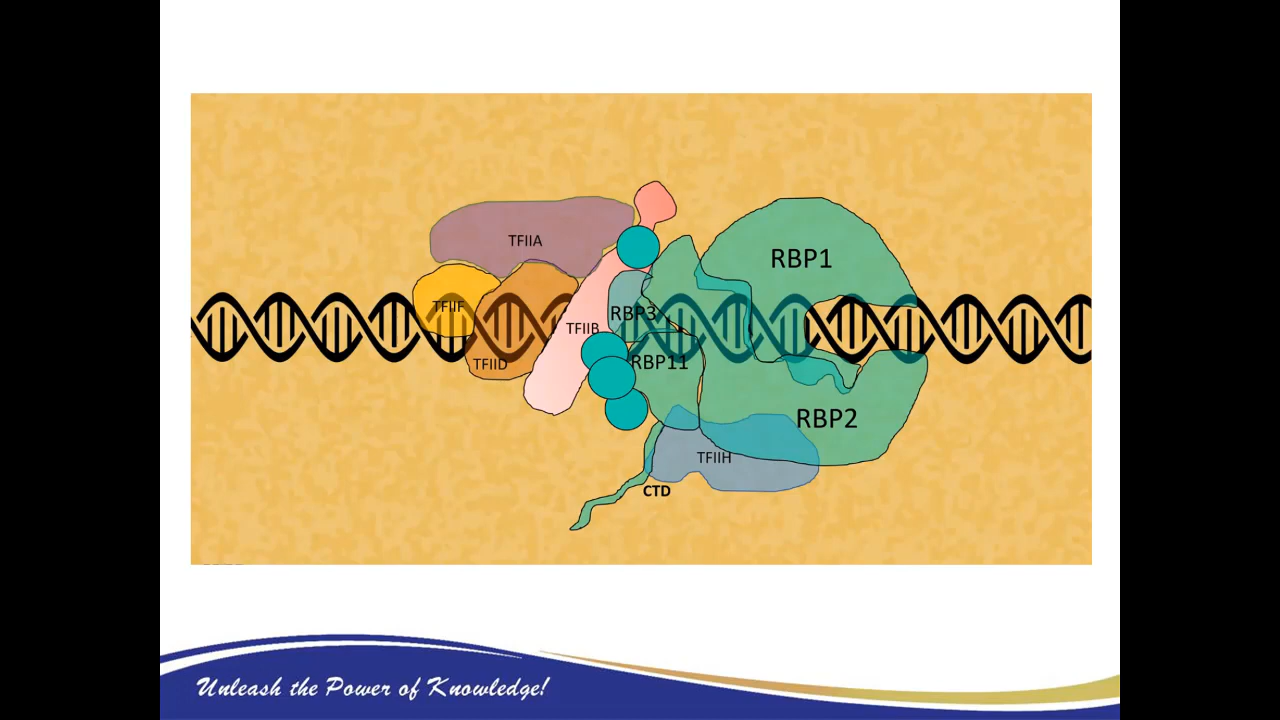 TFIIA
RBP1
TFIIF
RBP3
TFIIB
TFIID
RBP11
RBP2
TFIIH
CTD
Unleash the Power of Knowledge!